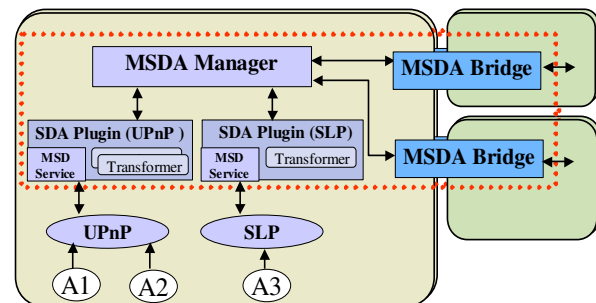 MSDA Manager
MSDA Bridge
SDA Plugin (UPnP )
SDA Plugin (SLP)
MSD
Service
Transformer
MSD
Service
Transformer
MSDA Bridge
UPnP
SLP
A1
A2
A3